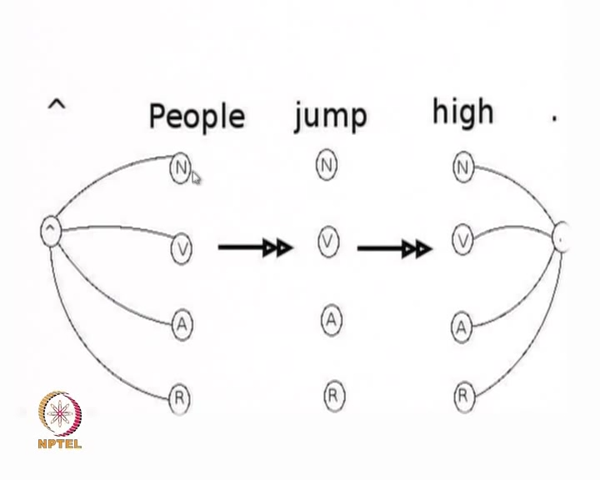 ^ People jump high .
N N N
^ V V V .
A A A
R R R
NPTEL